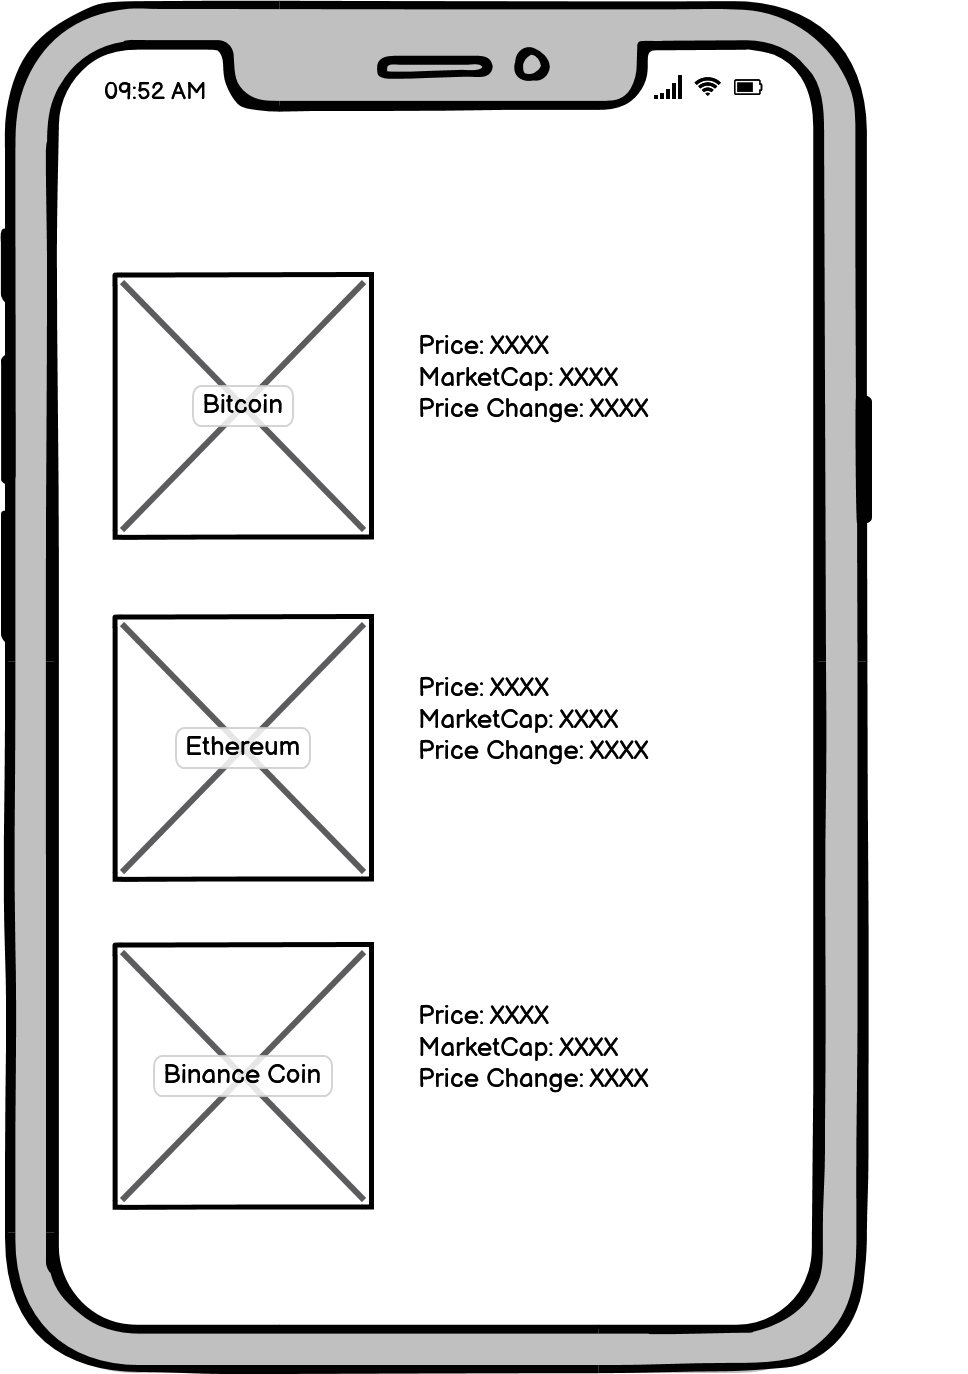 09:52 AM
Bitcoin
Price: XXXX
MarketCap: XXXX
Price Change: XXXX
Ethereum
Price: XXXX
MarketCap: XXXX
Price Change: XXXX
Binance Coin
Price: XXXX
MarketCap: XXXX
Price Change: XXXX